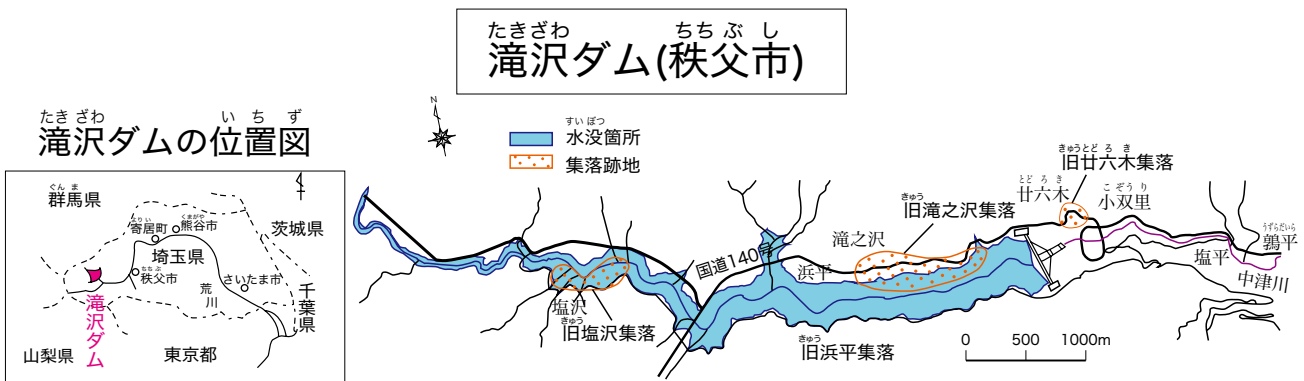 たきざわ ちちぶし
滝沢ダム(秩父市)
たきざわ いちず
滝沢ダムの位置図
ぐんま
群馬県
よりい
寄居町
くまがや
熊谷市
茨城県
埼玉県
ちちぶ
秩父市
さいたま市
荒川
千葉県
滝沢ダム
山梨県
東京都
N
すいぼつ
水没箇所
集落跡地
きゅうとどろき
旧廿六木集落
とどろき
廿六木
こぞうり
小双里
きゅう
旧滝之沢集落
滝之沢
国道140号
浜平
うずらだいら
鶉平
塩平
中津川
塩沢
きゅう
旧塩沢集落
きゅう
旧浜平集落
0 500 1000m